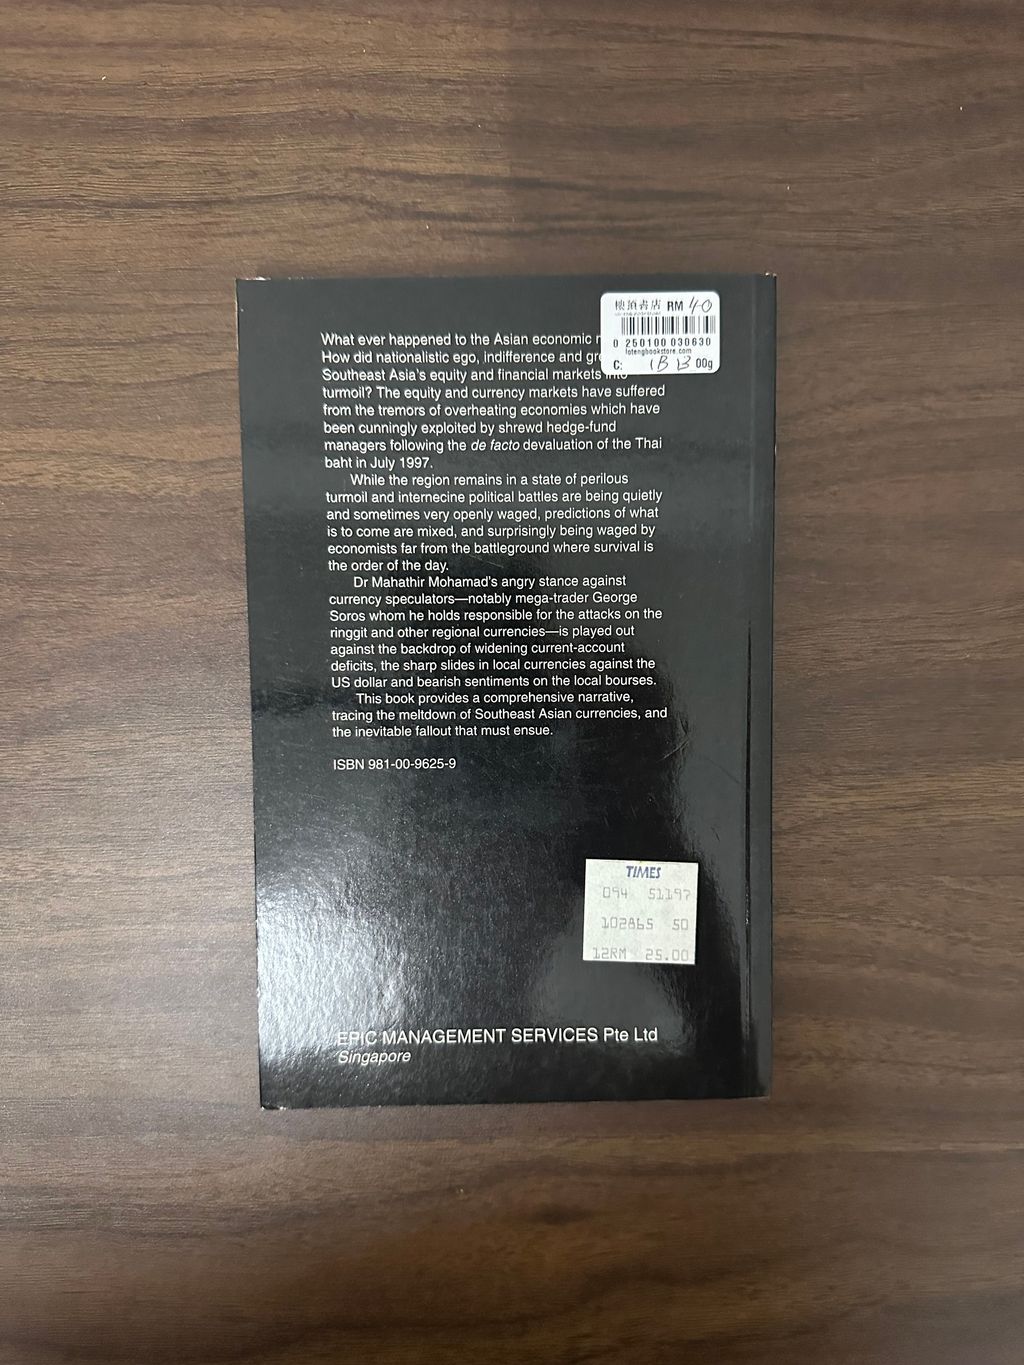 樓頂書店 RM 40
0 250100 030630
lotengbookstore.com
C: 1B 13 00g
What ever happened to the Asian economic
How did nationalistic ego, indifference and
Southeast Asia's equity and financial markets into
turmoil? The equity and currency markets have suffered
from the tremors of overheating economies which have
been cunningly exploited by shrewd hedge-fund
managers following the de facto devaluation of the Thai
baht in July 1997.
While the region remains in a state of perilous
turmoil and internecine political battles are being quietly
and sometimes very openly waged, predictions of what
is to come are mixed, and surprisingly being waged by
economists far from the battleground where survival is
the order of the day.
Dr Mahathir Mohamad's angry stance against
currency speculators—notably mega-trader George
Soros whom he holds responsible for the attacks on the
ringgit and other regional currencies—is played out
against the backdrop of widening current-account
deficits, the sharp slides in local currencies against the
US dollar and bearish sentiments on the local bourses.
This book provides a comprehensive narrative,
tracing the meltdown of Southeast Asian currencies, and
the inevitable fallout that must ensue.
ISBN 981-00-9625-9
TIMES
094 51197
102865 50
12RM 25.00
EPIC MANAGEMENT SERVICES Pte Ltd
Singapore